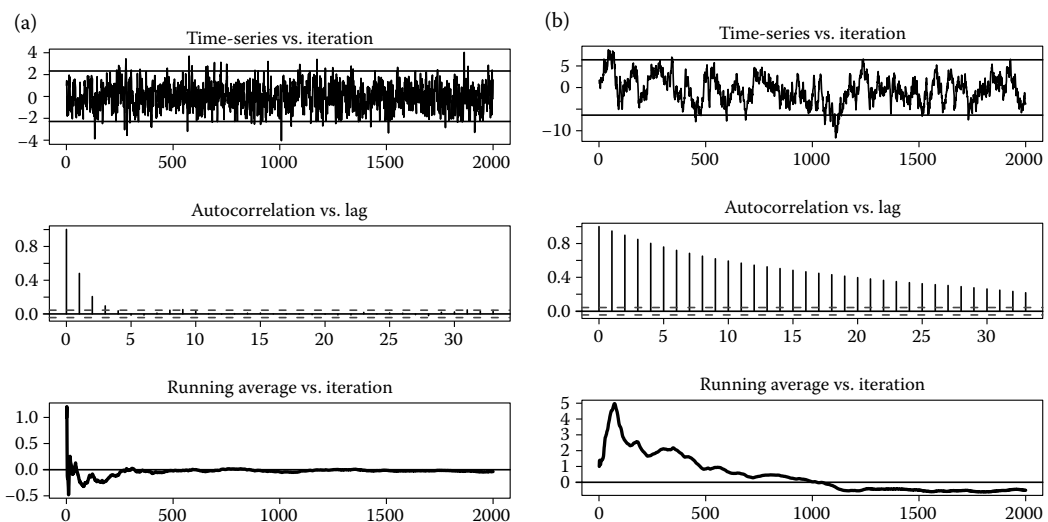 (a)
Time-series vs. iteration
4
2
0
−2
−4
0 500 1000 1500 2000
Autocorrelation vs. lag
0.8
0.4
0.0
0 5 10 15 20 25 30
Running average vs. iteration
1.0
0.5
0.0
−0.5
0 500 1000 1500 2000
(b)
Time-series vs. iteration
5
0
−10
0 500 1000 1500 2000
Autocorrelation vs. lag
0.8
0.4
0.0
0 5 10 15 20 25 30
Running average vs. iteration
5
4
3
2
1
0
0 500 1000 1500 2000